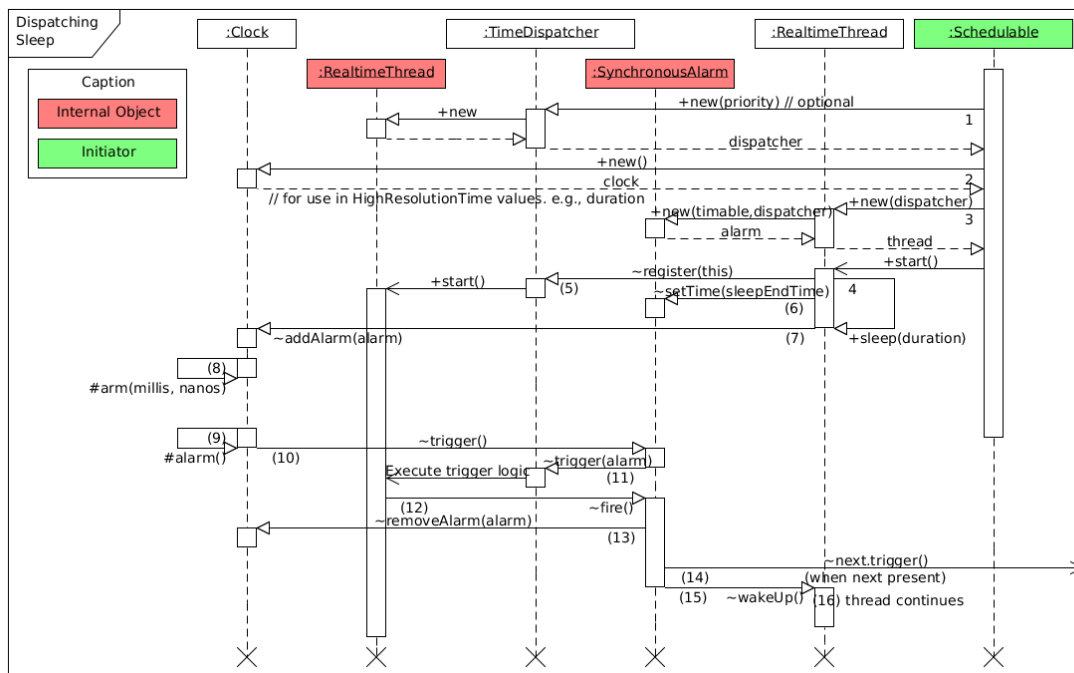 Dispatching
Sleep
:Clock
:TimeDispatcher
:RealtimeThread
:Schedulable
:RealtimeThread
:SynchronousAlarm
Caption
Internal Object
Initiator
+new(priority) // optional
+new
1
dispatcher
+new()
clock
2
// for use in HighResolutionTime values. e.g., duration
+new(dispatcher)
+new(timable,dispatcher)
3
alarm
thread
+start()
~register(this)
+start()
(5)
4
~setTime(sleepEndTime)
(6)
~addAlarm(alarm)
(7)
+sleep(duration)
(8)
#arm(millis, nanos)
(9)
~trigger()
#alarm()
(10)
~trigger(alarm)
Execute trigger logic
(11)
(12)
~fire()
~removeAlarm(alarm)
(13)
~next.trigger()
(14)
(when next present)
(15)
~wakeUp()
(16) thread continues